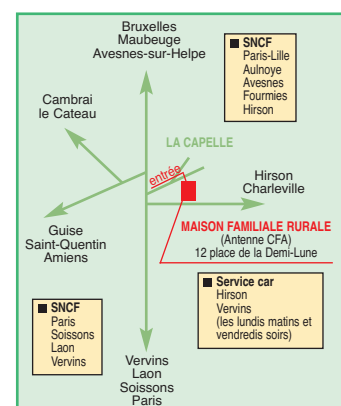 Bruxelles
Maubeuge
Avesnes-sur-Helpe
■ SNCF
Paris-Lille
Aulnoye
Avesnes
Fourmies
Hirson
Cambrai
le Cateau
LA CAPELLE
entrée
Hirson
Charleville
Guise
Saint-Quentin
Amiens
MAISON FAMILIALE RURALE
(Antenne CFA)
12 place de la Demi-Lune
■ SNCF
Paris
Soissons
Laon
Vervins
■ Service car
Hirson
Vervins
(les lundis matins et
vendredis soirs)
Vervins
Laon
Soissons
Paris